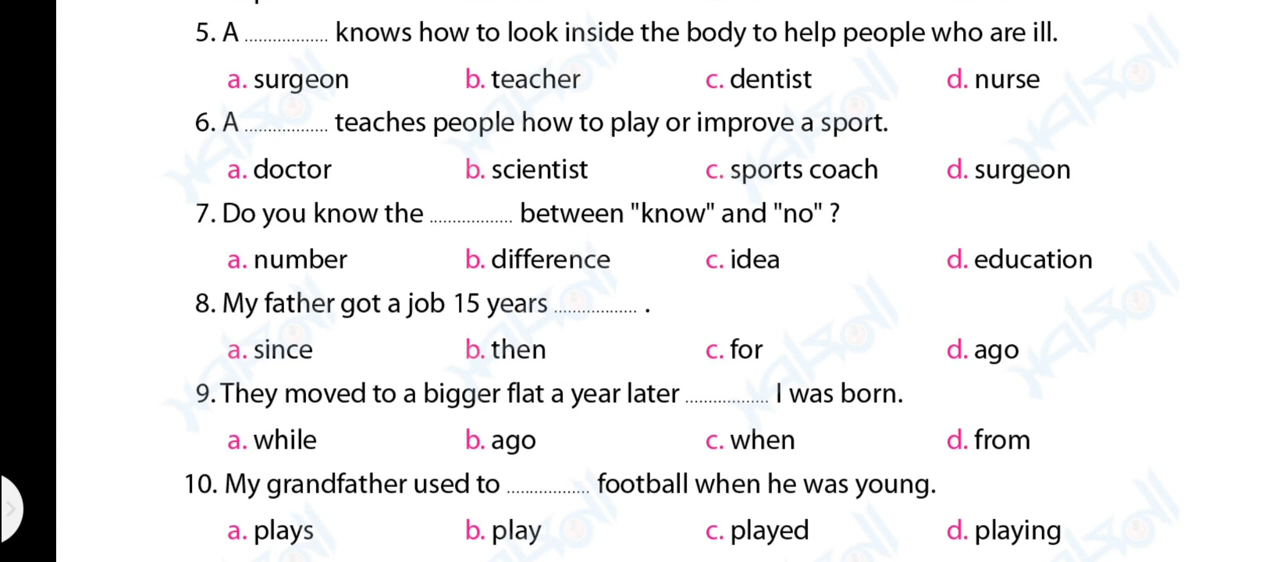 5. A .................. knows how to look inside the body to help people who are ill.
a. surgeon b. teacher c. dentist d. nurse
6. A .................. teaches people how to play or improve a sport.
a. doctor b. scientist c. sports coach d. surgeon
7. Do you know the .................. between "know" and "no" ?
a. number b. difference c. idea d. education
8. My father got a job 15 years .................. .
a. since b. then c. for d. ago
9. They moved to a bigger flat a year later .................. I was born.
a. while b. ago c. when d. from
10. My grandfather used to .................. football when he was young.
a. plays b. play c. played d. playing